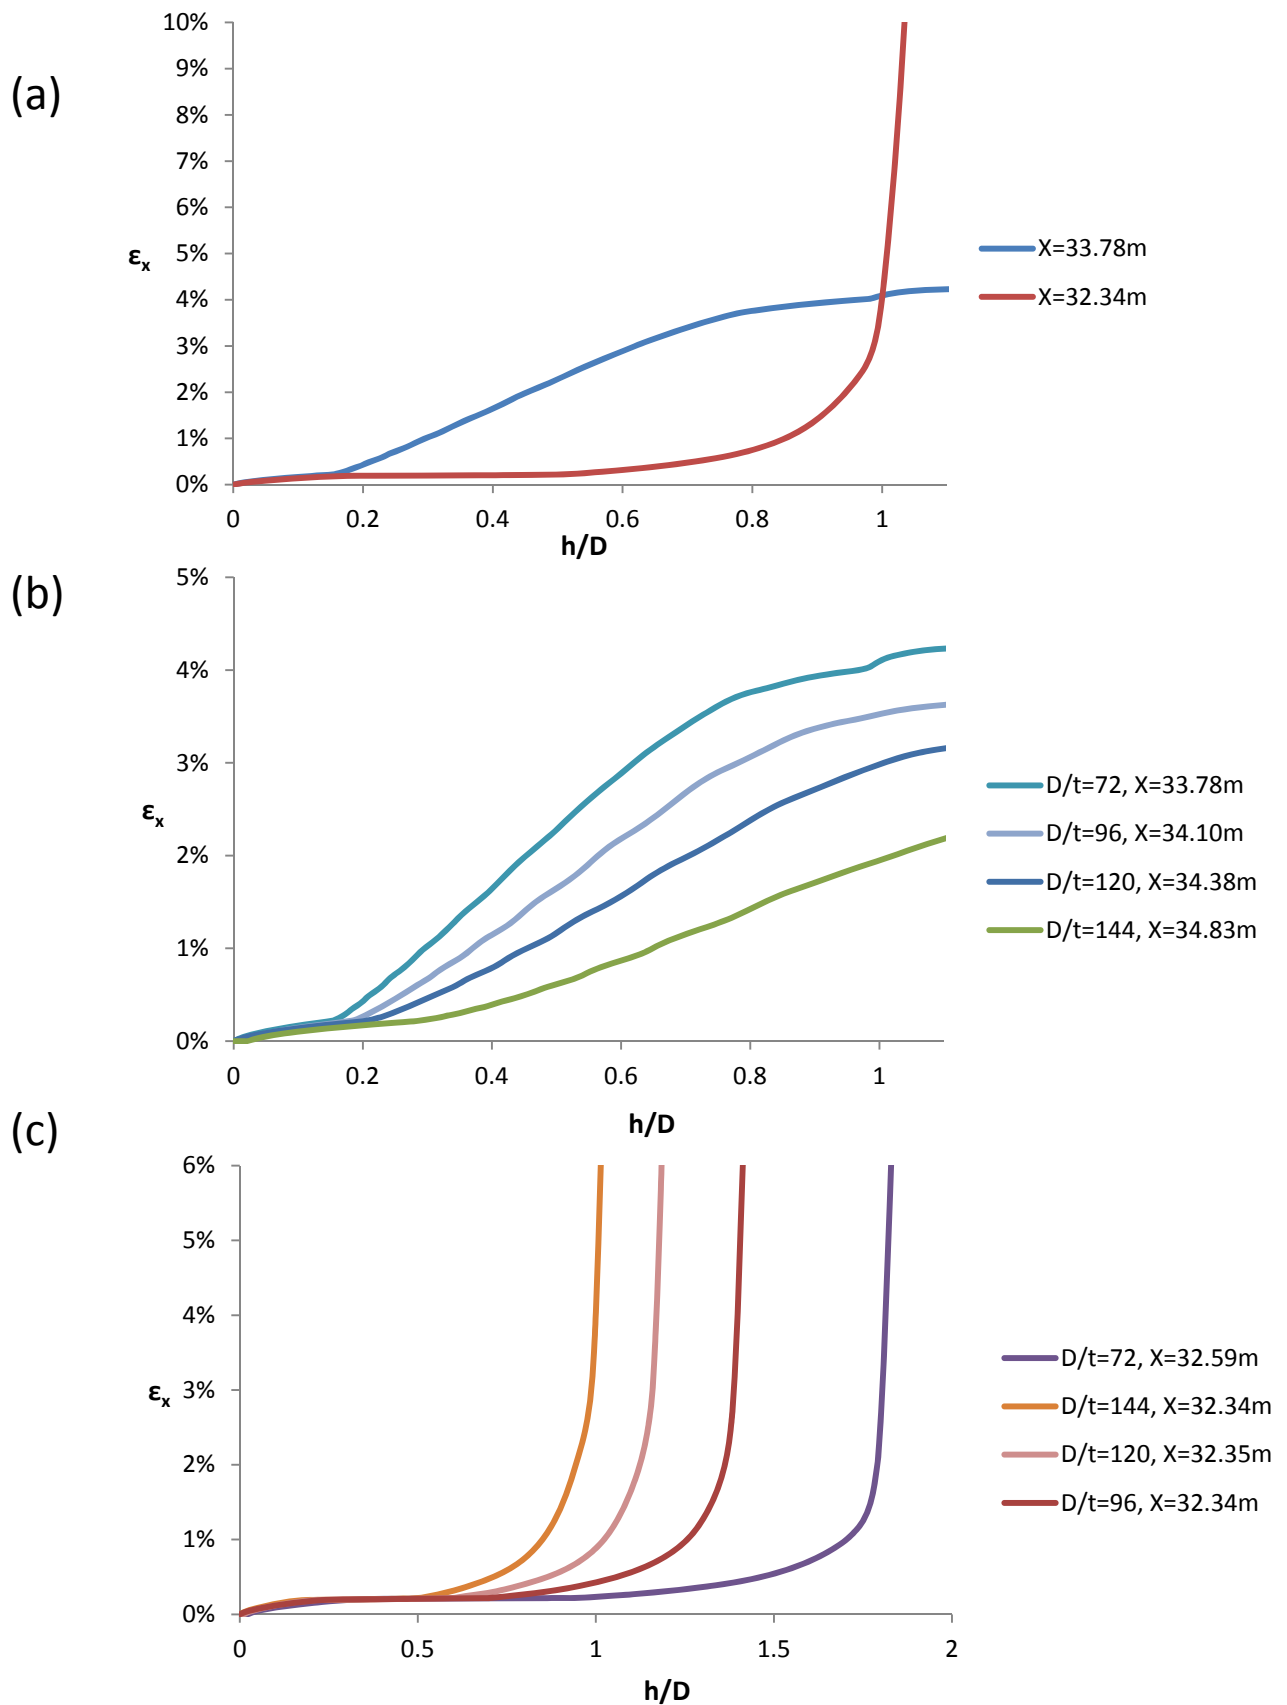 (a)
10%
9%
8%
7%
6%
5%
4%
3%
2%
1%
0%
εx
0 0.2 0.4 0.6 0.8 1
h/D
X=33.78m
X=32.34m
(b)
5%
4%
3%
2%
1%
0%
εx
0 0.2 0.4 0.6 0.8 1
h/D
D/t=72, X=33.78m
D/t=96, X=34.10m
D/t=120, X=34.38m
D/t=144, X=34.83m
(c)
6%
5%
4%
3%
2%
1%
0%
εx
0 0.5 1 1.5 2
h/D
D/t=72, X=32.59m
D/t=144, X=32.34m
D/t=120, X=32.35m
D/t=96, X=32.34m